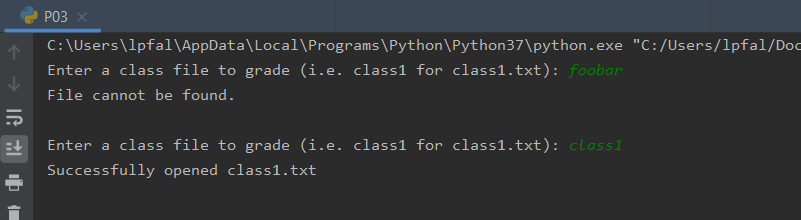 PO3
C:\Users\lpfal\AppData\Local\Programs\Python\Python37\python.exe "C:/Users/lpfal/Doc
Enter a class file to grade (i.e. class1 for class1.txt): foobar
File cannot be found.
Enter a class file to grade (i.e. class1 for class1.txt): class1
Successfully opened class1.txt